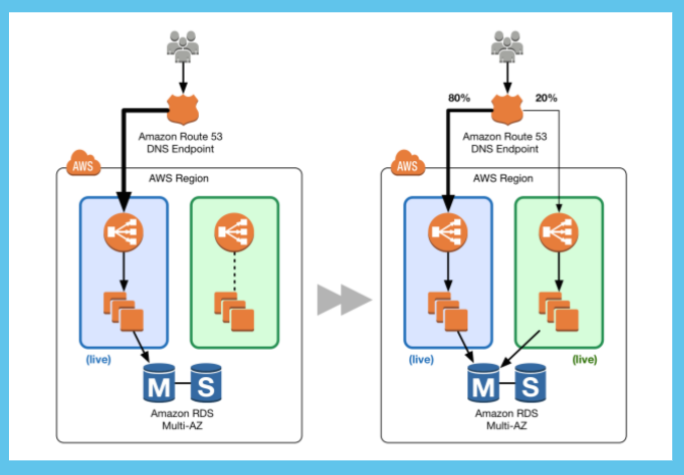 Amazon Route 53
DNS Endpoint
AWS
AWS Region
(live)
M S
Amazon RDS
Multi-AZ
80% 20%
Amazon Route 53
DNS Endpoint
AWS
AWS Region
(live) (live)
M S
Amazon RDS
Multi-AZ